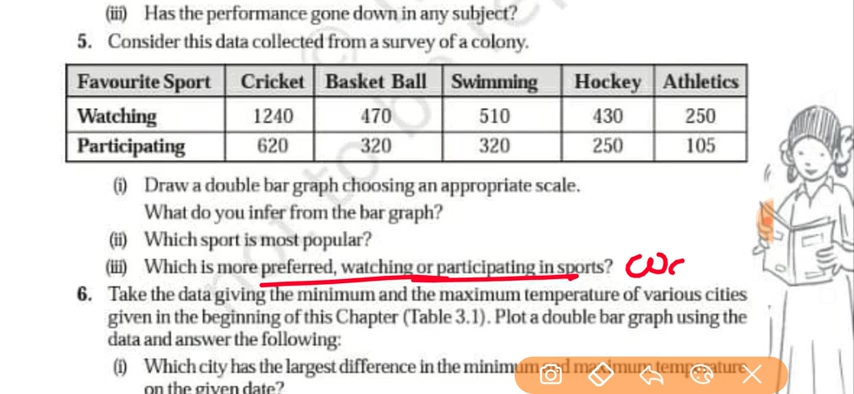 (iii) Has the performance gone down in any subject?
5. Consider this data collected from a survey of a colony.
Favourite Sport Cricket Basket Ball Swimming Hockey Athletics
Watching 1240 470 510 430 250
Participating 620 320 320 250 105
(i) Draw a double bar graph choosing an appropriate scale.
What do you infer from the bar graph?
(ii) Which sport is most popular?
(iii) Which is more preferred, watching or participating in sports?
6. Take the data giving the minimum and the maximum temperature of various cities
given in the beginning of this Chapter (Table 3.1). Plot a double bar graph using the
data and answer the following:
(i) Which city has the largest difference in the minimum and maximum temperature
on the given date?